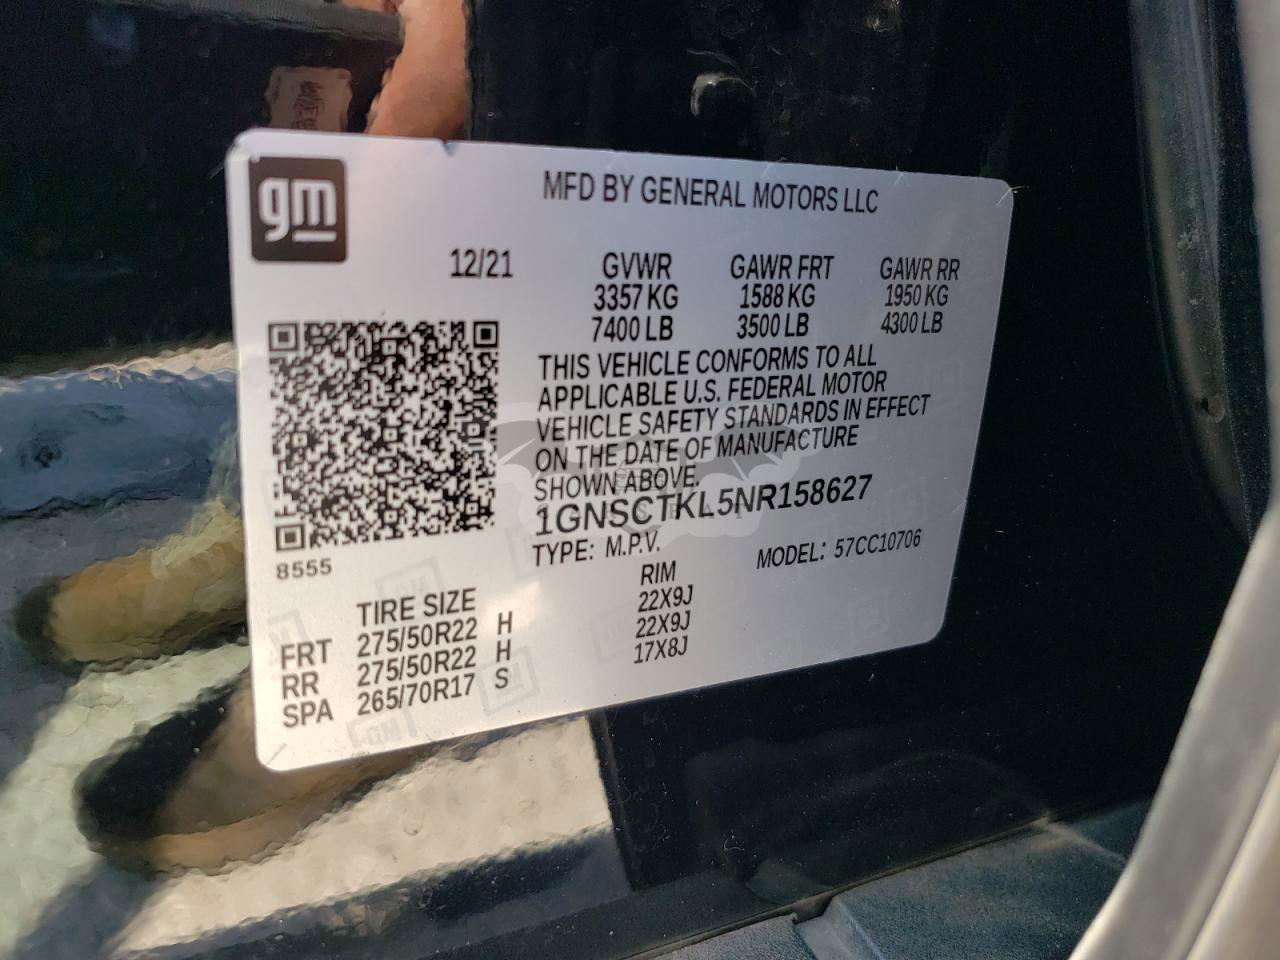 gm
MFD BY GENERAL MOTORS LLC
12/21
GVWR GAWR FRT GAWR RR
3357 KG 1588 KG 1950 KG
7400 LB 3500 LB 4300 LB
THIS VEHICLE CONFORMS TO ALL
APPLICABLE U.S. FEDERAL MOTOR
VEHICLE SAFETY STANDARDS IN EFFECT
ON THE DATE OF MANUFACTURE
SHOWN ABOVE.
1GNSCTKL5NR158627
TYPE: M.P.V. MODEL: 57CC10706
8555
TIRE SIZE RIM
FRT 275/50R22 H 22X9J
RR 275/50R22 H 22X9J
SPA 265/70R17 S 17X8J